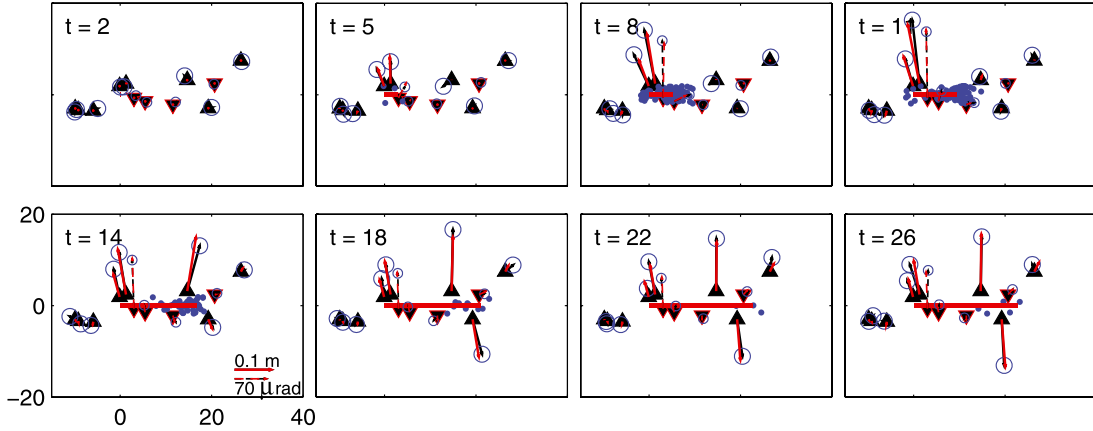 t = 2
t = 5
t = 8
t = 1
20
t = 14
t = 18
t = 22
t = 26
0
0.1 m
70 μrad
−20
0
20
40